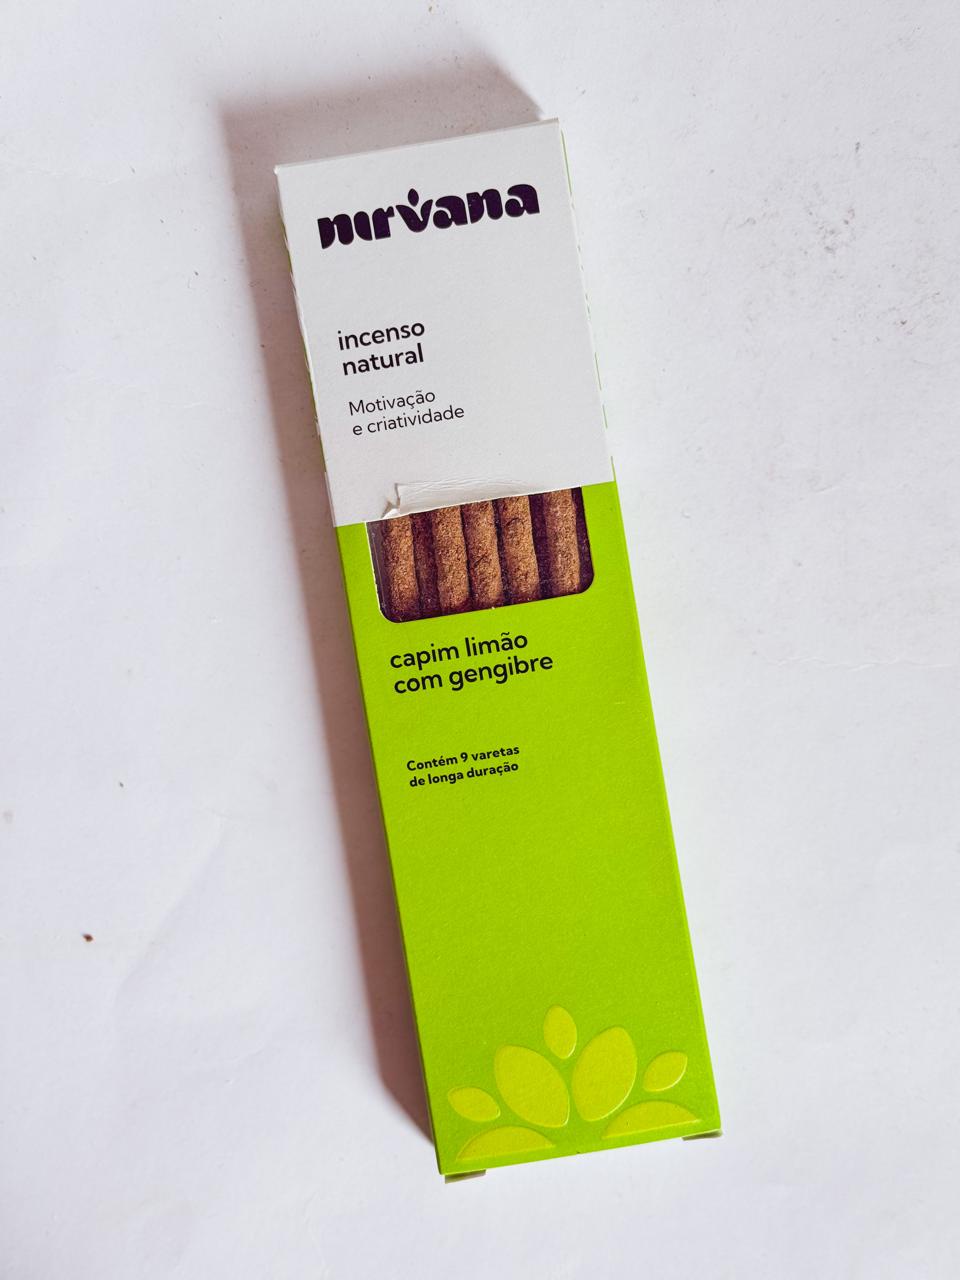 nirvana
incenso
natural
Motivação
e criatividade
capim limão
com gengibre
Contém 9 varetas
de longa duração